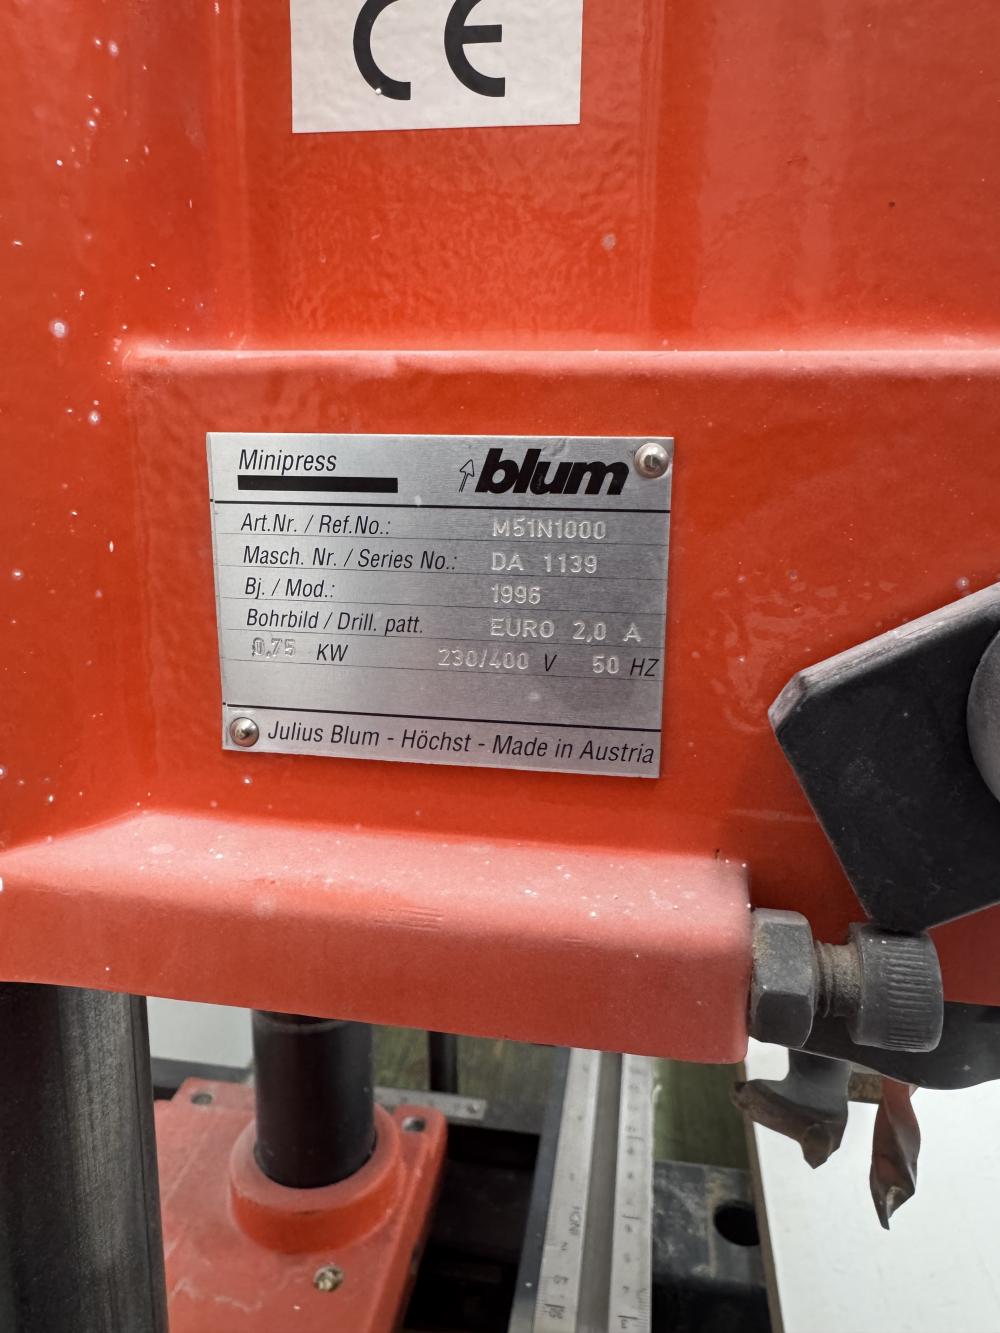 CE
Minipress
blum
Art.Nr. / Ref.No.: M51N1000
Masch. Nr. / Series No.: DA 1139
Bj. / Mod.: 1996
Bohrbild / Drill. patt. EURO 2,0 A
0,75 KW 230/400 V 50 HZ
Julius Blum - Höchst - Made in Austria